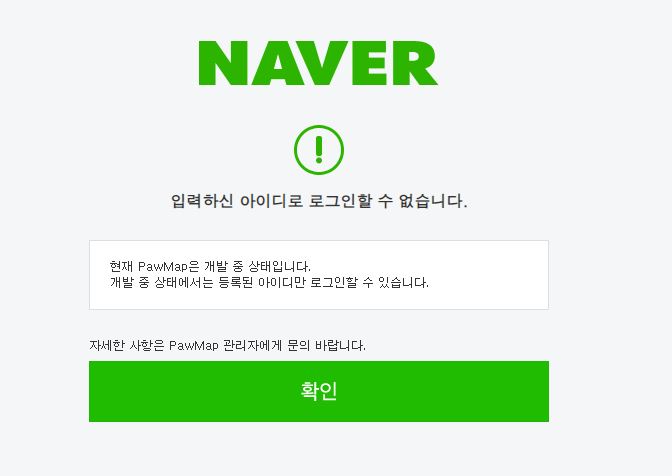 NAVER
입력하신 아이디로 로그인할 수 없습니다.
현재 PawMap은 개발 중 상태입니다.
개발 중 상태에서는 등록된 아이디만 로그인할 수 있습니다.
자세한 사항은 PawMap 관리자에게 문의 바랍니다.
확인